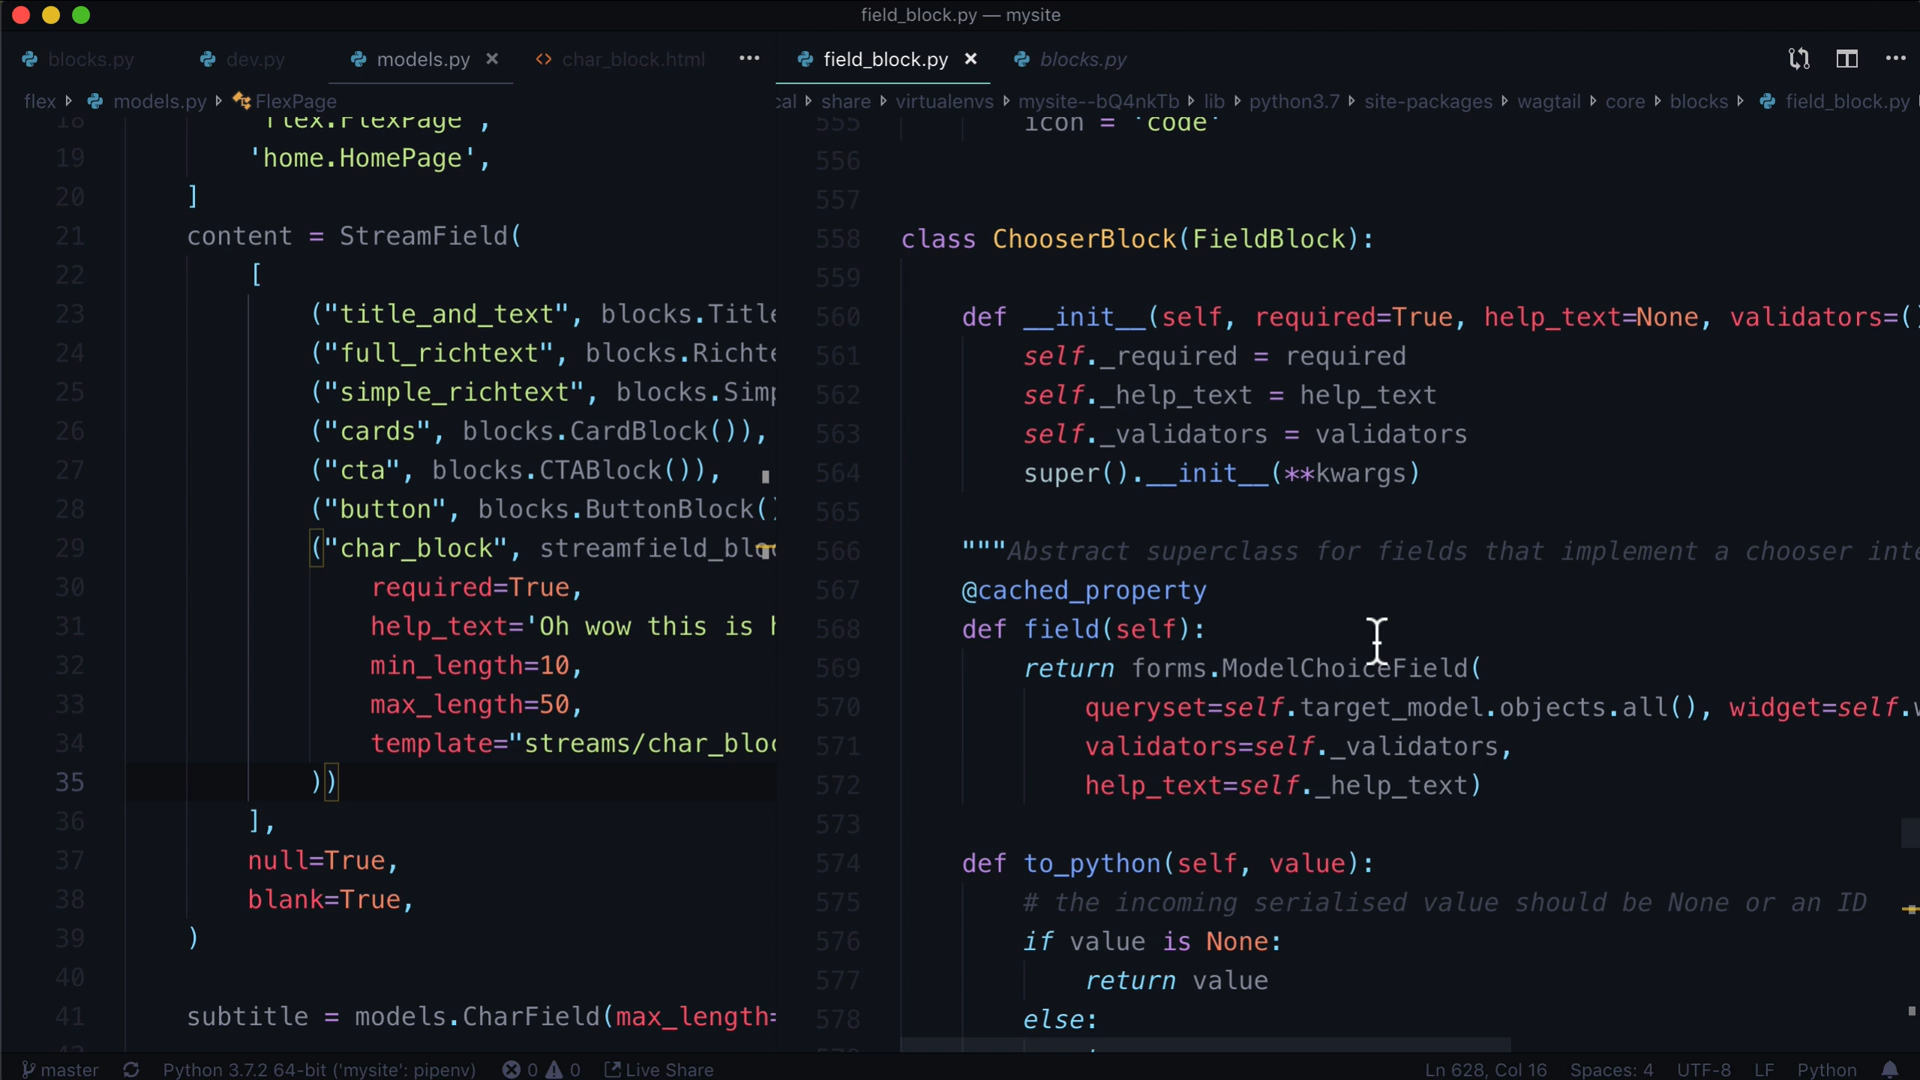 field_block.py — mysite
blocks.py dev.py models.py char_block.html
flex models.py FlexPage
18 'flex.FlexPage',
19 'home.HomePage',
20 ]
21 content = StreamField(
22 [
23 ("title_and_text", blocks.Title
24 ("full_richtext", blocks.Richte
25 ("simple_richtext", blocks.Simp
26 ("cards", blocks.CardBlock()),
27 ("cta", blocks.CTABlock()),
28 ("button", blocks.ButtonBlock()
29 ("char_block", streamfield_bloc
30 required=True,
31 help_text='Oh wow this is h
32 min_length=10,
33 max_length=50,
34 template="streams/char_bloc
35 ))
36 ],
37 null=True,
38 blank=True,
39 )
40
41 subtitle = models.CharField(max_length=
field_block.py blocks.py
cal share virtualenvs mysite--bQ4nkTb lib python3.7 site-packages wagtail core blocks field_block.py
555 icon = 'code'
556
557
558 class ChooserBlock(FieldBlock):
559
560 def __init__(self, required=True, help_text=None, validators=()
561 self._required = required
562 self._help_text = help_text
563 self._validators = validators
564 super().__init__(**kwargs)
565
566 """Abstract superclass for fields that implement a chooser inte
567 @cached_property
568 def field(self):
569 return forms.ModelChoiceField(
570 queryset=self.target_model.objects.all(), widget=self.w
571 validators=self._validators,
572 help_text=self._help_text)
573
574 def to_python(self, value):
575 # the incoming serialised value should be None or an ID
576 if value is None:
577 return value
578 else:
master Python 3.7.2 64-bit ('mysite': pipenv) 0 0 Live Share Ln 628, Col 16 Spaces: 4 UTF-8 LF Python